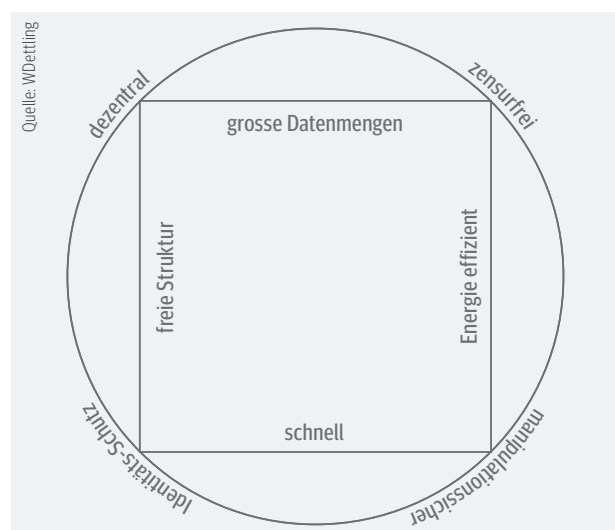 Quelle: WDettling
dezentral
zensurfrei
grosse Datenmengen
freie Struktur
Energie effizient
schnell
Identitäts-Schutz
manipulationssicher